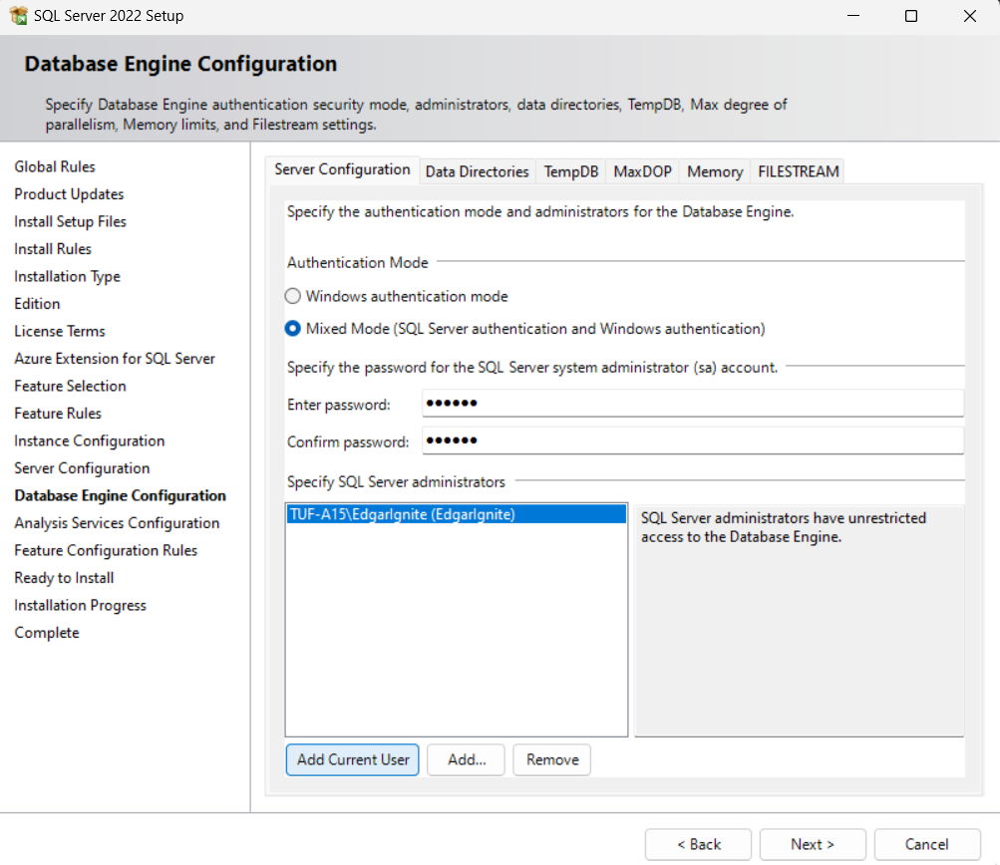 SQL Server 2022 Setup
Database Engine Configuration
Specify Database Engine authentication security mode, administrators, data directories, TempDB, Max degree of
parallelism, Memory limits, and Filestream settings.
Global Rules
Product Updates
Install Setup Files
Install Rules
Installation Type
Edition
License Terms
Azure Extension for SQL Server
Feature Selection
Feature Rules
Instance Configuration
Server Configuration
Database Engine Configuration
Analysis Services Configuration
Feature Configuration Rules
Ready to Install
Installation Progress
Complete
Server Configuration Data Directories TempDB MaxDOP Memory FILESTREAM
Specify the authentication mode and administrators for the Database Engine.
Authentication Mode
Windows authentication mode
Mixed Mode (SQL Server authentication and Windows authentication)
Specify the password for the SQL Server system administrator (sa) account.
Enter password: ●●●●●●
Confirm password: ●●●●●●
Specify SQL Server administrators
TUF-A15\EdgarIgnite (EdgarIgnite)
SQL Server administrators have unrestricted
access to the Database Engine.
Add Current User Add... Remove
< Back Next > Cancel